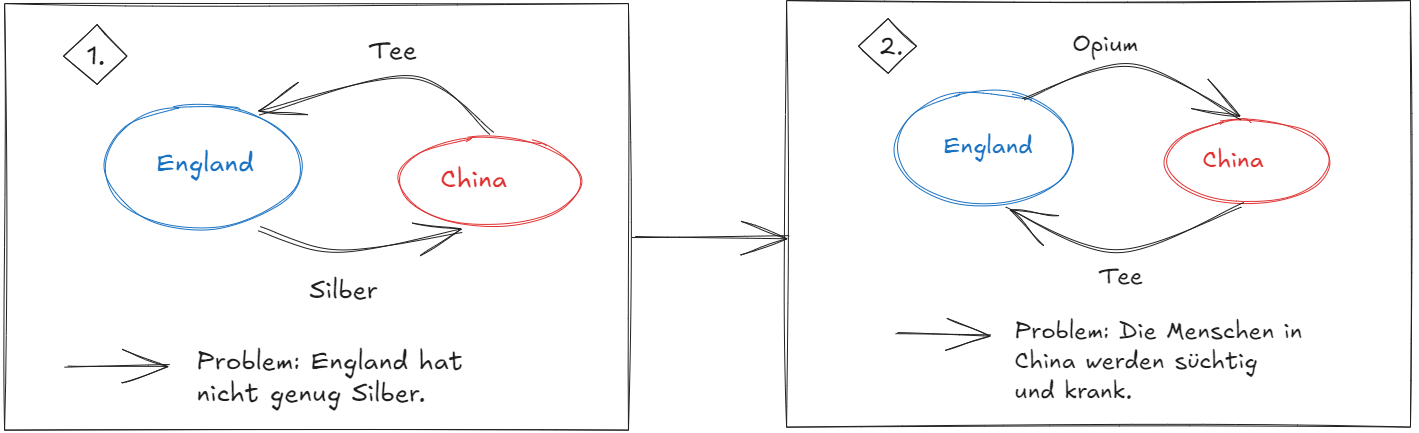 1.
Tee
England
China
Silber
Problem: England hat
nicht genug Silber.
2.
Opium
England
China
Tee
Problem: Die Menschen in
China werden süchtig
und krank.